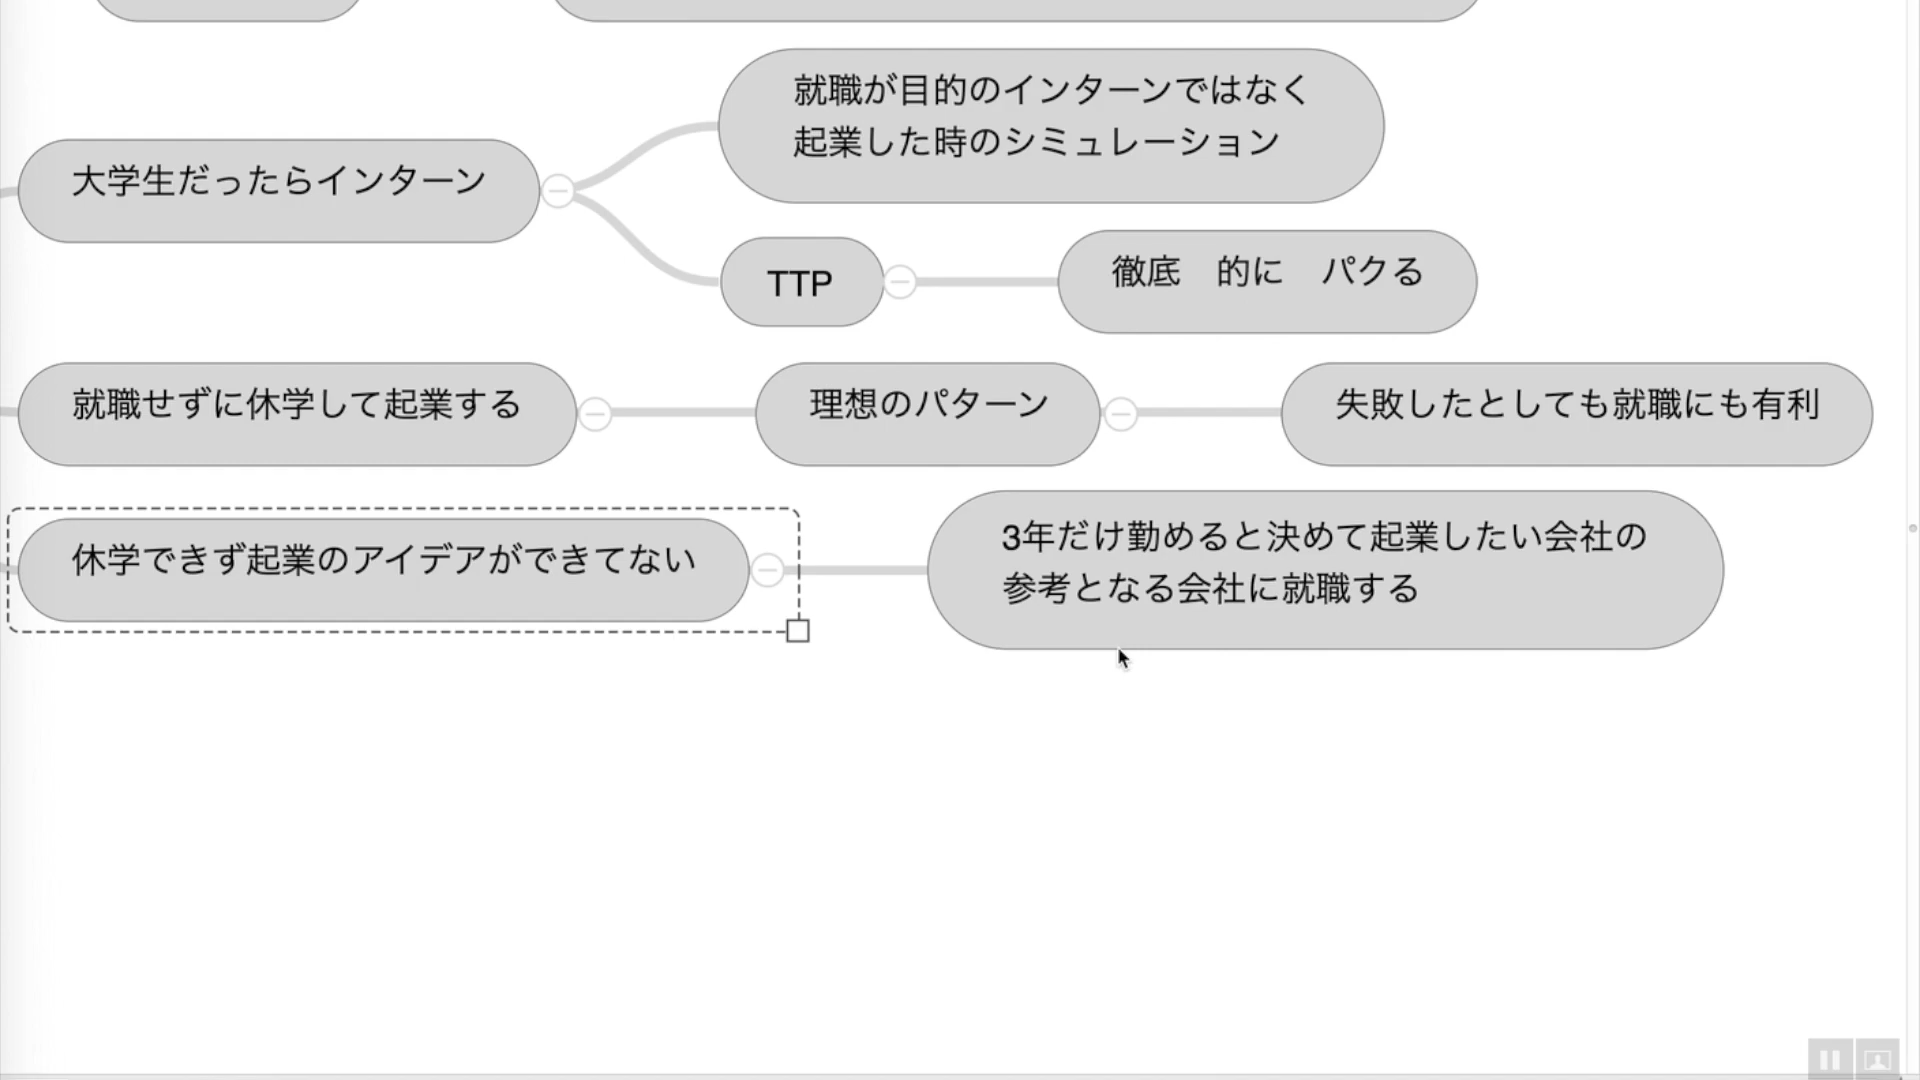 大学生だったらインターン
就職が目的のインターンではなく
起業した時のシミュレーション
TTP
徹底　的に　パクる
就職せずに休学して起業する
理想のパターン
失敗したとしても就職にも有利
休学できず起業のアイデアができてない
3年だけ勤めると決めて起業したい会社の
参考となる会社に就職する